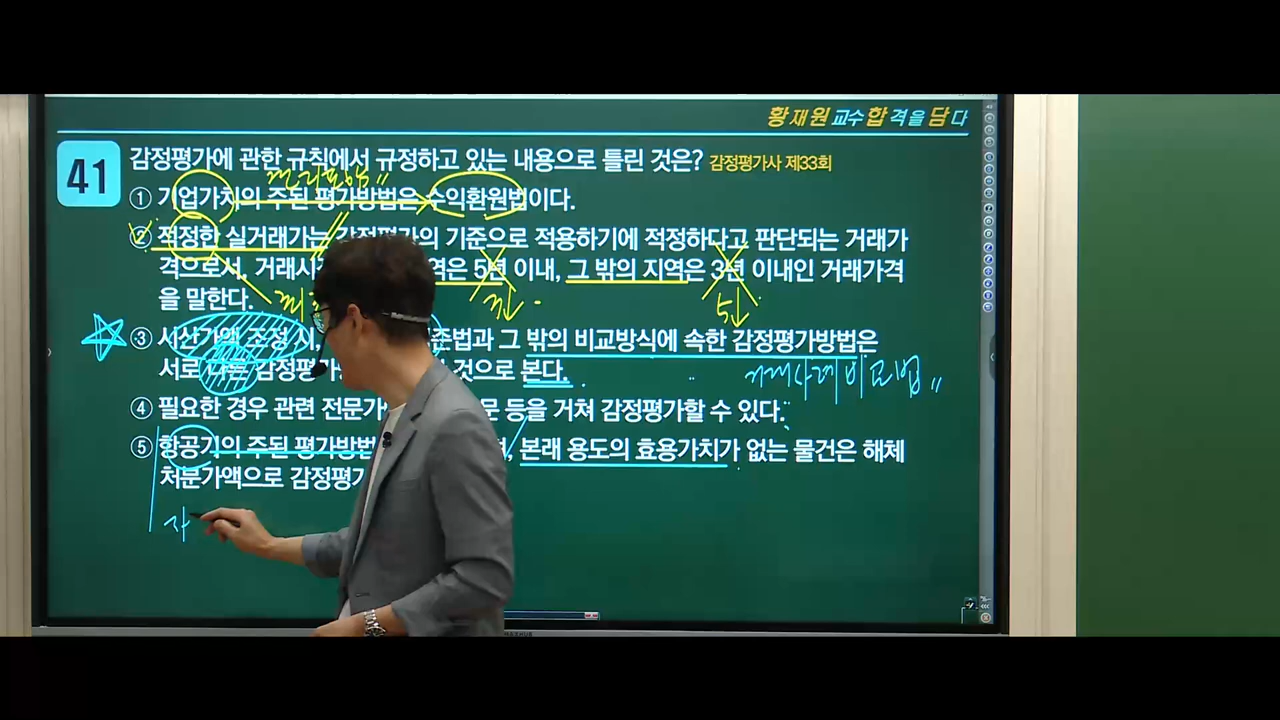 황재원 교수 합격을 담다
41 감정평가에 관한 규칙에서 규정하고 있는 내용으로 틀린 것은? 감정평가사 제33회
① 기업가치의 주된 평가방법은 수익환원법이다.
② 적정한 실거래가는 감정평가의 기준으로 적용하기에 적정하다고 판단되는 거래가
격으로서, 거래시 역은 5년 이내, 그 밖의 지역은 3년 이내인 거래가격
3↓ 5↓
을 말한다.
③ 시산가액 조정 시, 준법과 그 밖의 비교방식에 속한 감정평가방법은
서로 다른 감정평가 것으로 본다.
거래사례비교법
④ 필요한 경우 관련 전문가 문 등을 거쳐 감정평가할 수 있다.
⑤ 항공기의 주된 평가방법 본래 용도의 효용가치가 없는 물건은 해체
처분가액으로 감정평가
자